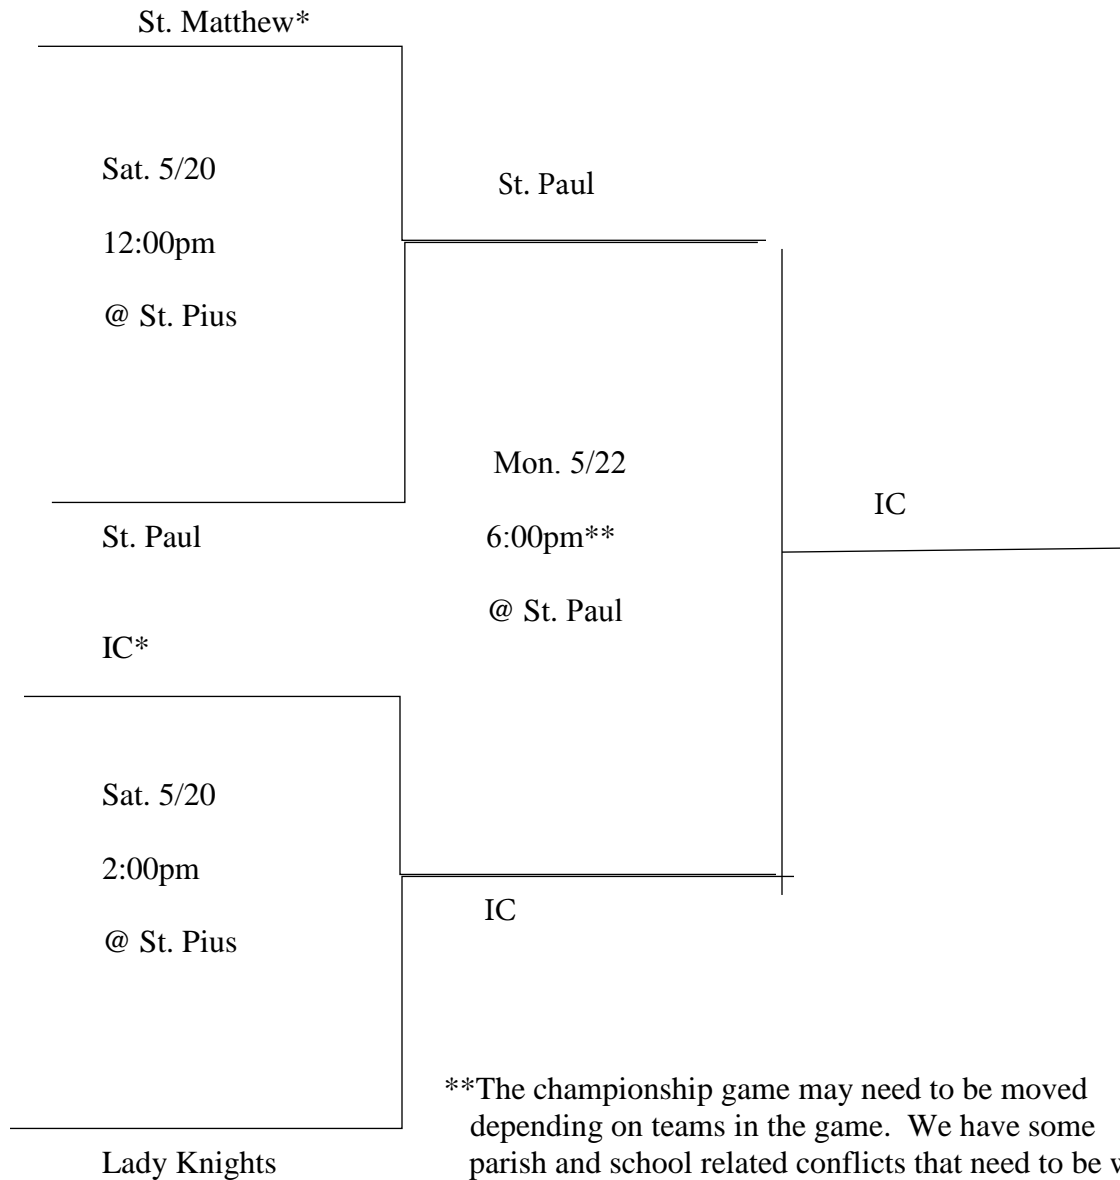 St. Matthew*
Sat. 5/20
12:00pm
@ St. Pius
St. Paul
St. Paul
IC*
Mon. 5/22
6:00pm**
@ St. Paul
IC
Sat. 5/20
2:00pm
@ St. Pius
IC
Lady Knights
**The championship game may need to be moved
depending on teams in the game.  We have some
parish and school related conflicts that need to be